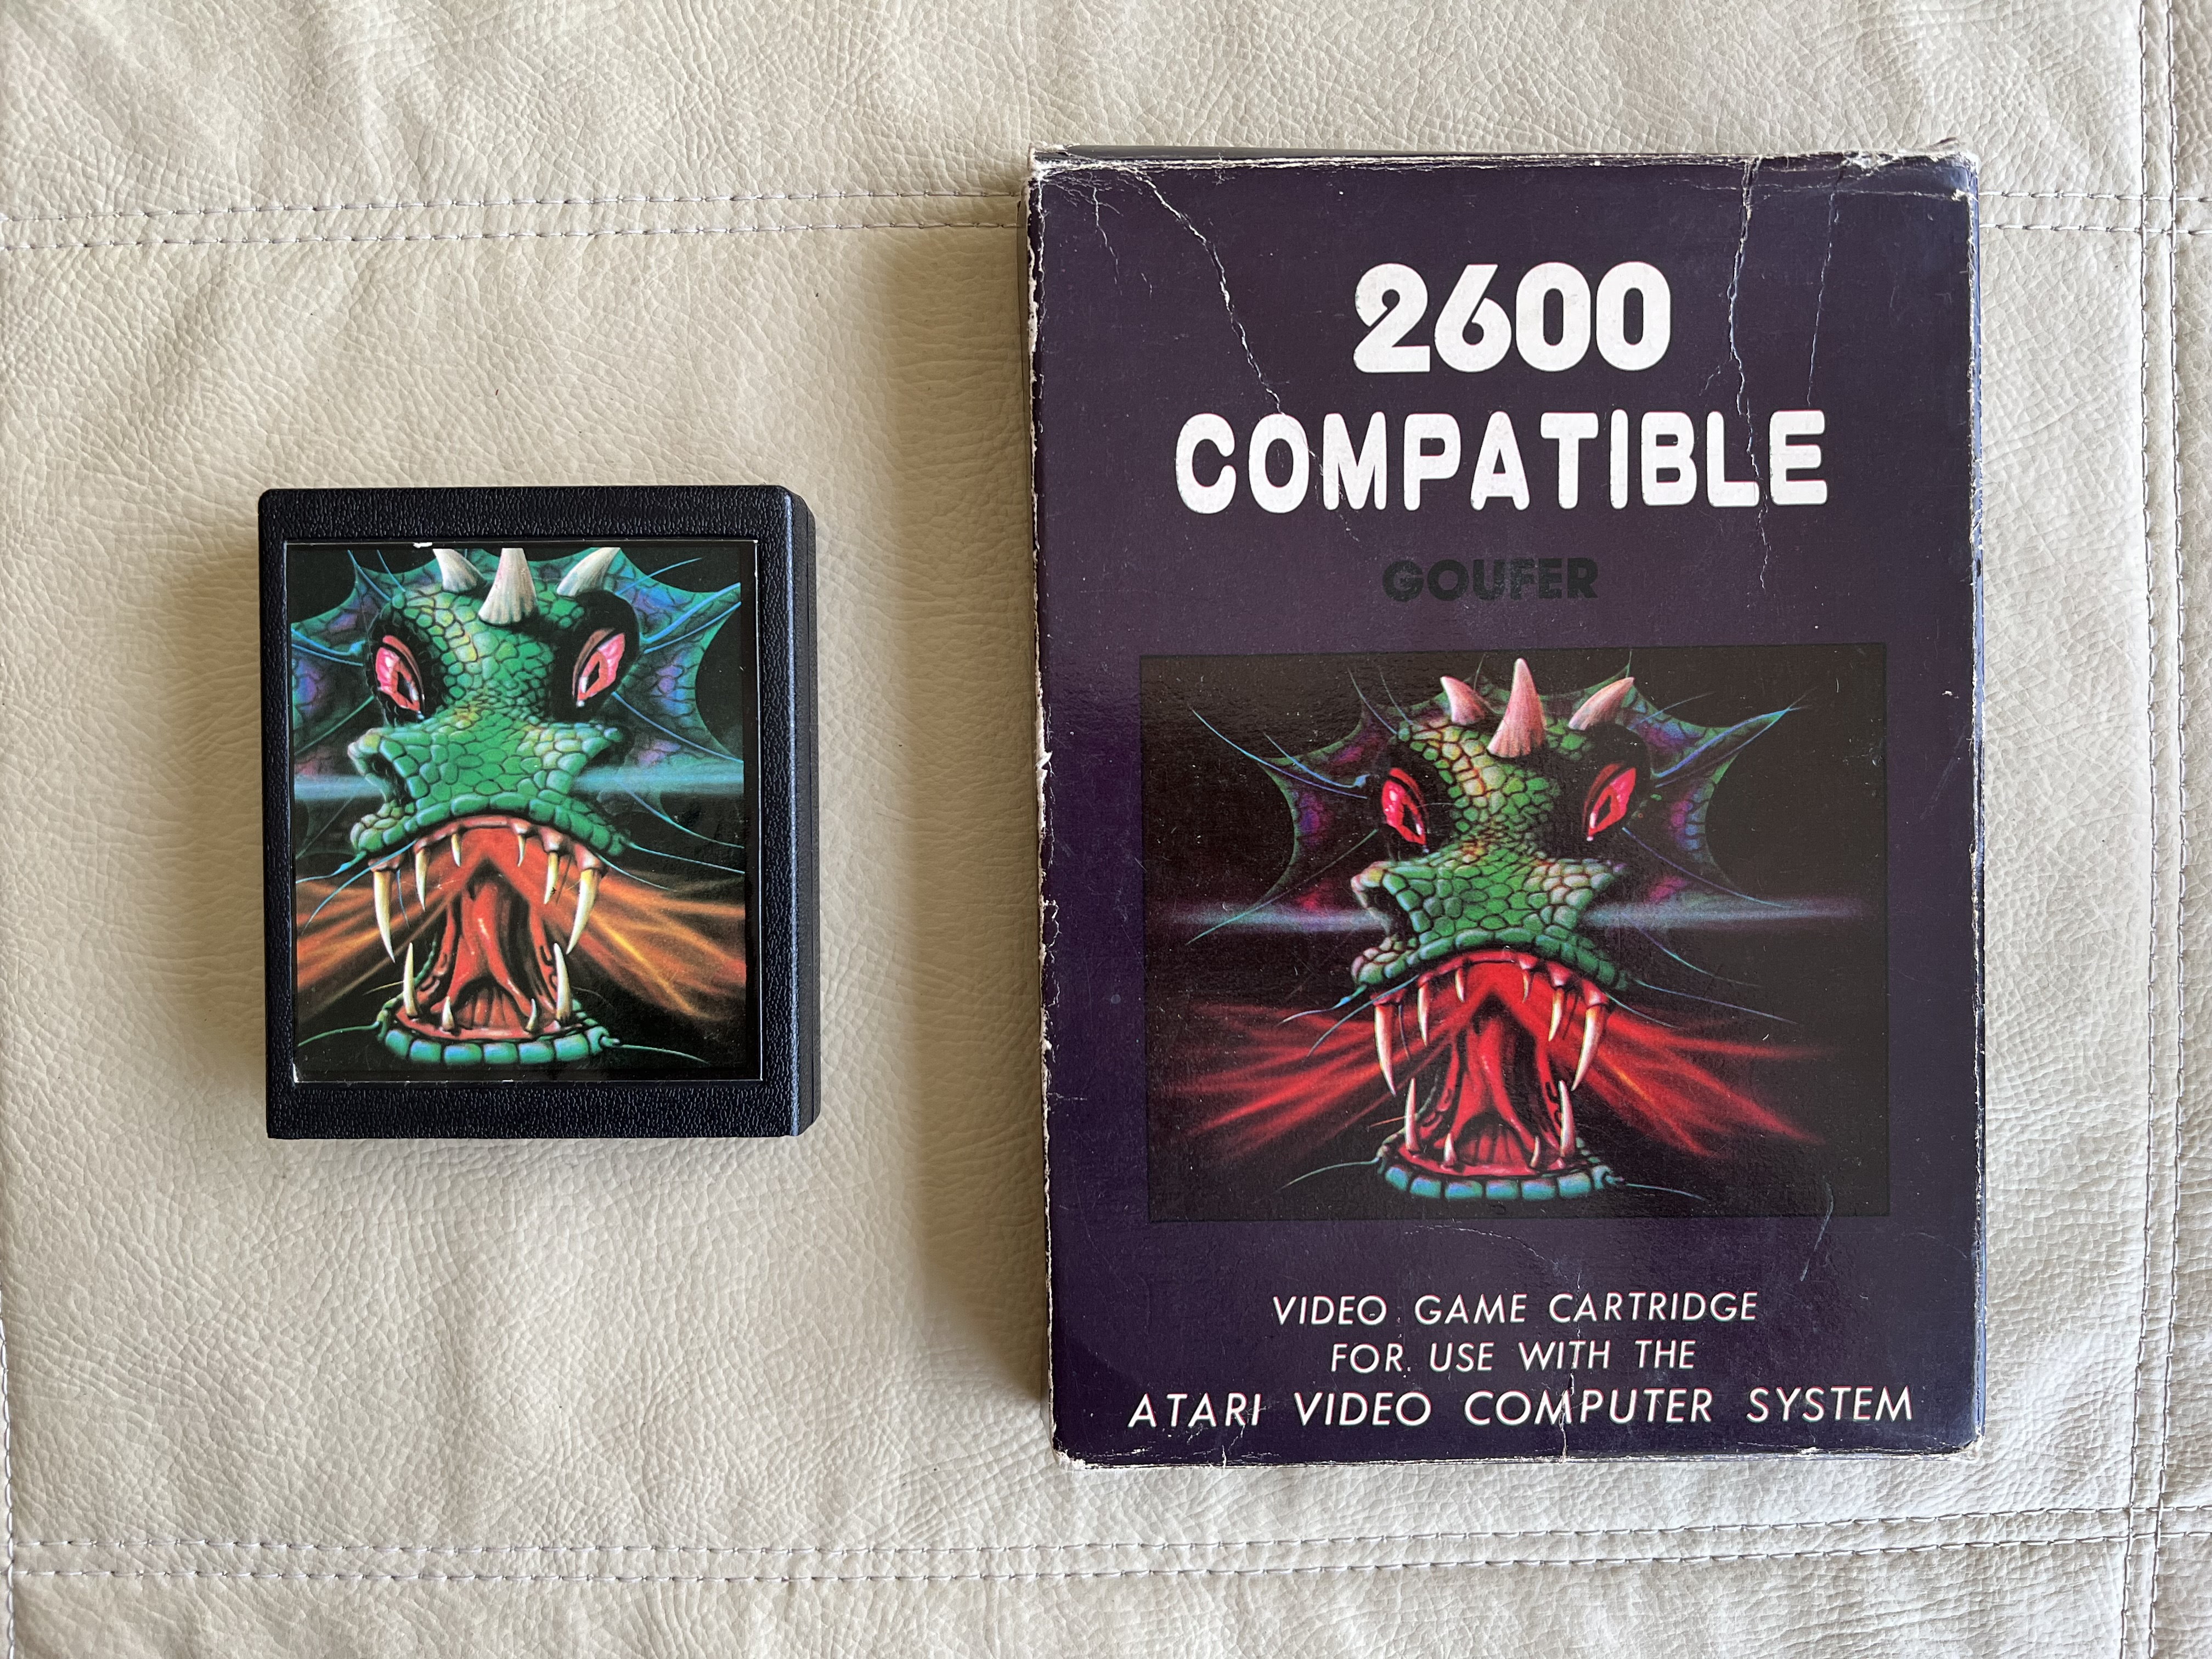 2600
COMPATIBLE
GOUFER
VIDEO GAME CARTRIDGE
FOR USE WITH THE
ATARI VIDEO COMPUTER SYSTEM